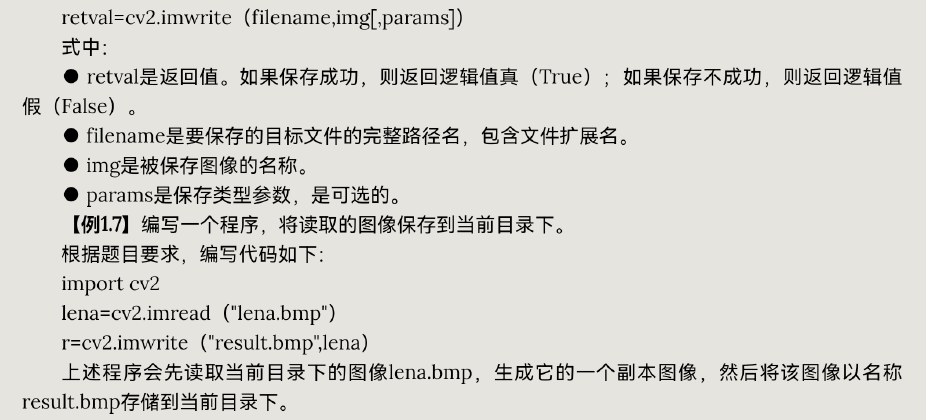 retval=cv2.imwrite（filename,img[,params]）
式中：
● retval是返回值。如果保存成功，则返回逻辑值真（True）；如果保存不成功，则返回逻辑值
假（False）。
● filename是要保存的目标文件的完整路径名，包含文件扩展名。
● img是被保存图像的名称。
● params是保存类型参数，是可选的。
【例1.7】编写一个程序，将读取的图像保存到当前目录下。
根据题目要求，编写代码如下：
import cv2
lena=cv2.imread（"lena.bmp"）
r=cv2.imwrite（"result.bmp",lena）
上述程序会先读取当前目录下的图像lena.bmp，生成它的一个副本图像，然后将该图像以名称
result.bmp存储到当前目录下。